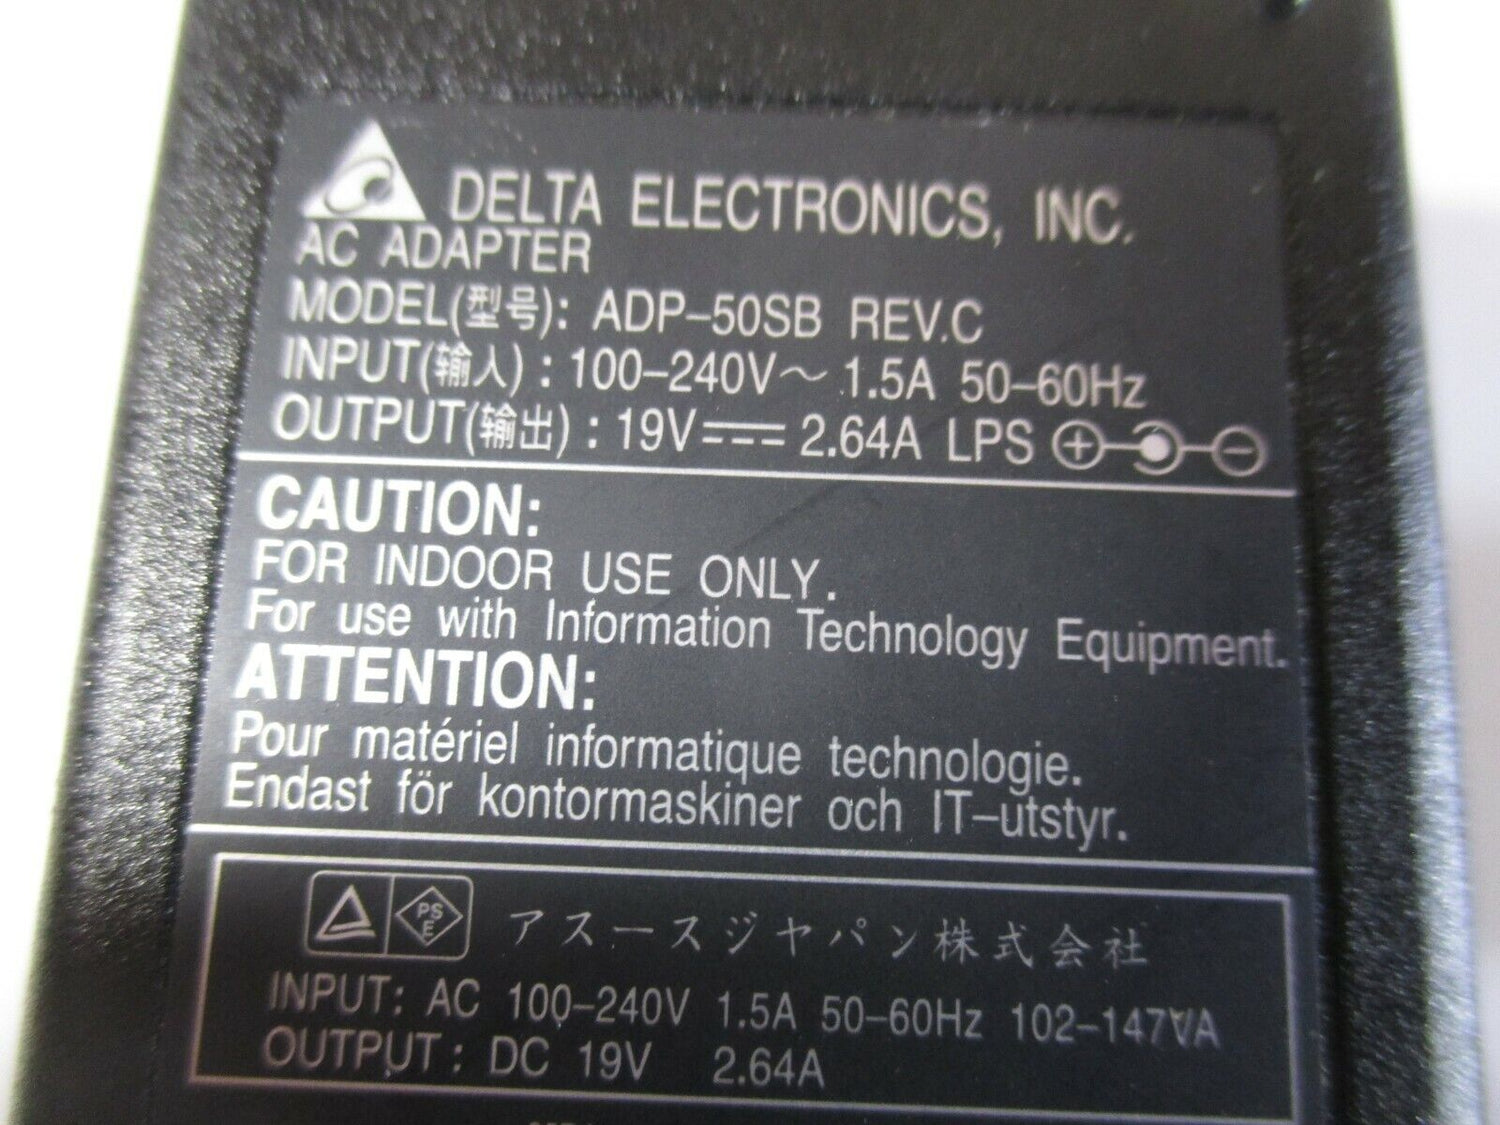 DELTA ELECTRONICS, INC.
AC ADAPTER
MODEL(型号): ADP-50SB REV.C
INPUT(输入) : 100-240V～ 1.5A 50-60Hz
OUTPUT(输出) : 19V⎓ 2.64A LPS
CAUTION:
FOR INDOOR USE ONLY.
For use with Information Technology Equipment.
ATTENTION:
Pour matériel informatique technologie.
Endast för kontormaskiner och IT-utstyr.
PS
E
アスースジャパン株式会社
INPUT: AC 100-240V 1.5A 50-60Hz 102-147VA
OUTPUT: DC 19V 2.64A